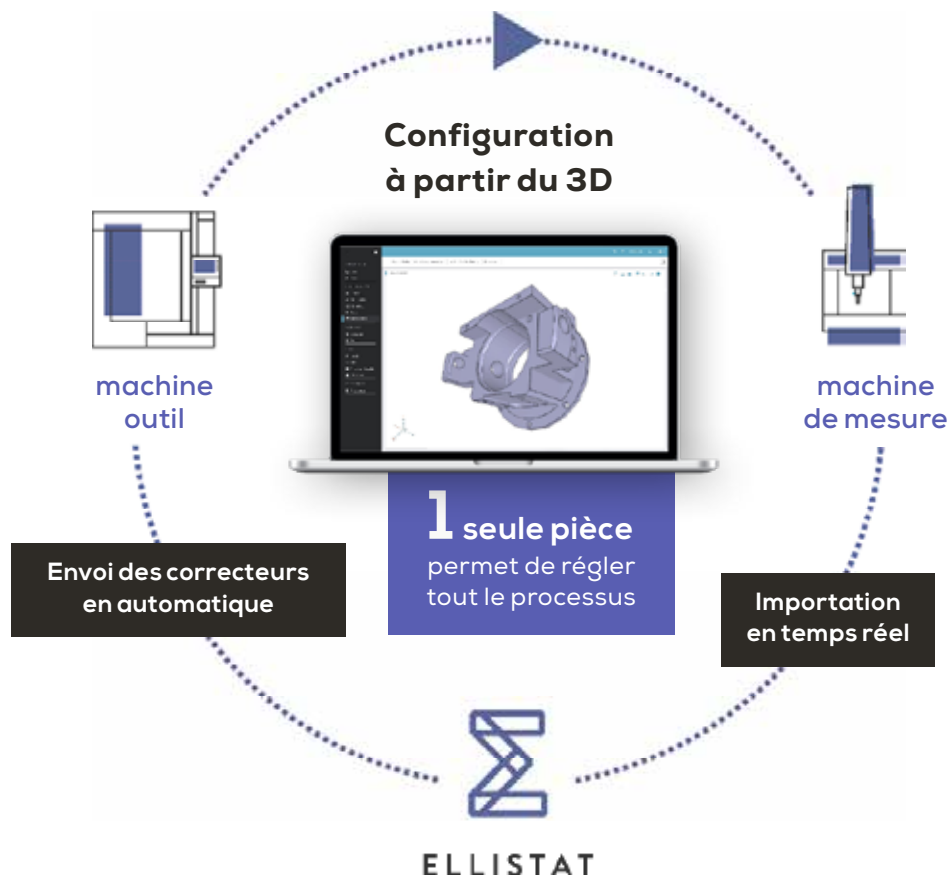 Configuration
à partir du 3D
machine
outil
machine
de mesure
1 seule pièce
permet de régler
tout le processus
Envoi des correcteurs
en automatique
Importation
en temps réel
ELLISTAT